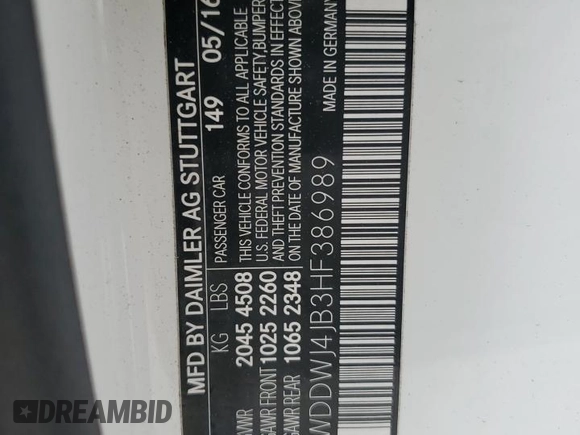 MFD BY DAIMLER AG STUTTGART
KG LBS PASSENGER CAR 149 05/16
2045 4508 THIS VEHICLE CONFORMS TO ALL APPLICABLE
GAWR FRONT 1025 2260 U.S. FEDERAL MOTOR VEHICLE SAFETY, BUMPER
AND THEFT PREVENTION STANDARDS IN EFFECT
GAWR REAR 1065 2348 ON THE DATE OF MANUFACTURE SHOWN ABOVE
WDDWJ4JB3HF386989 MADE IN GERMANY
DREAMBID